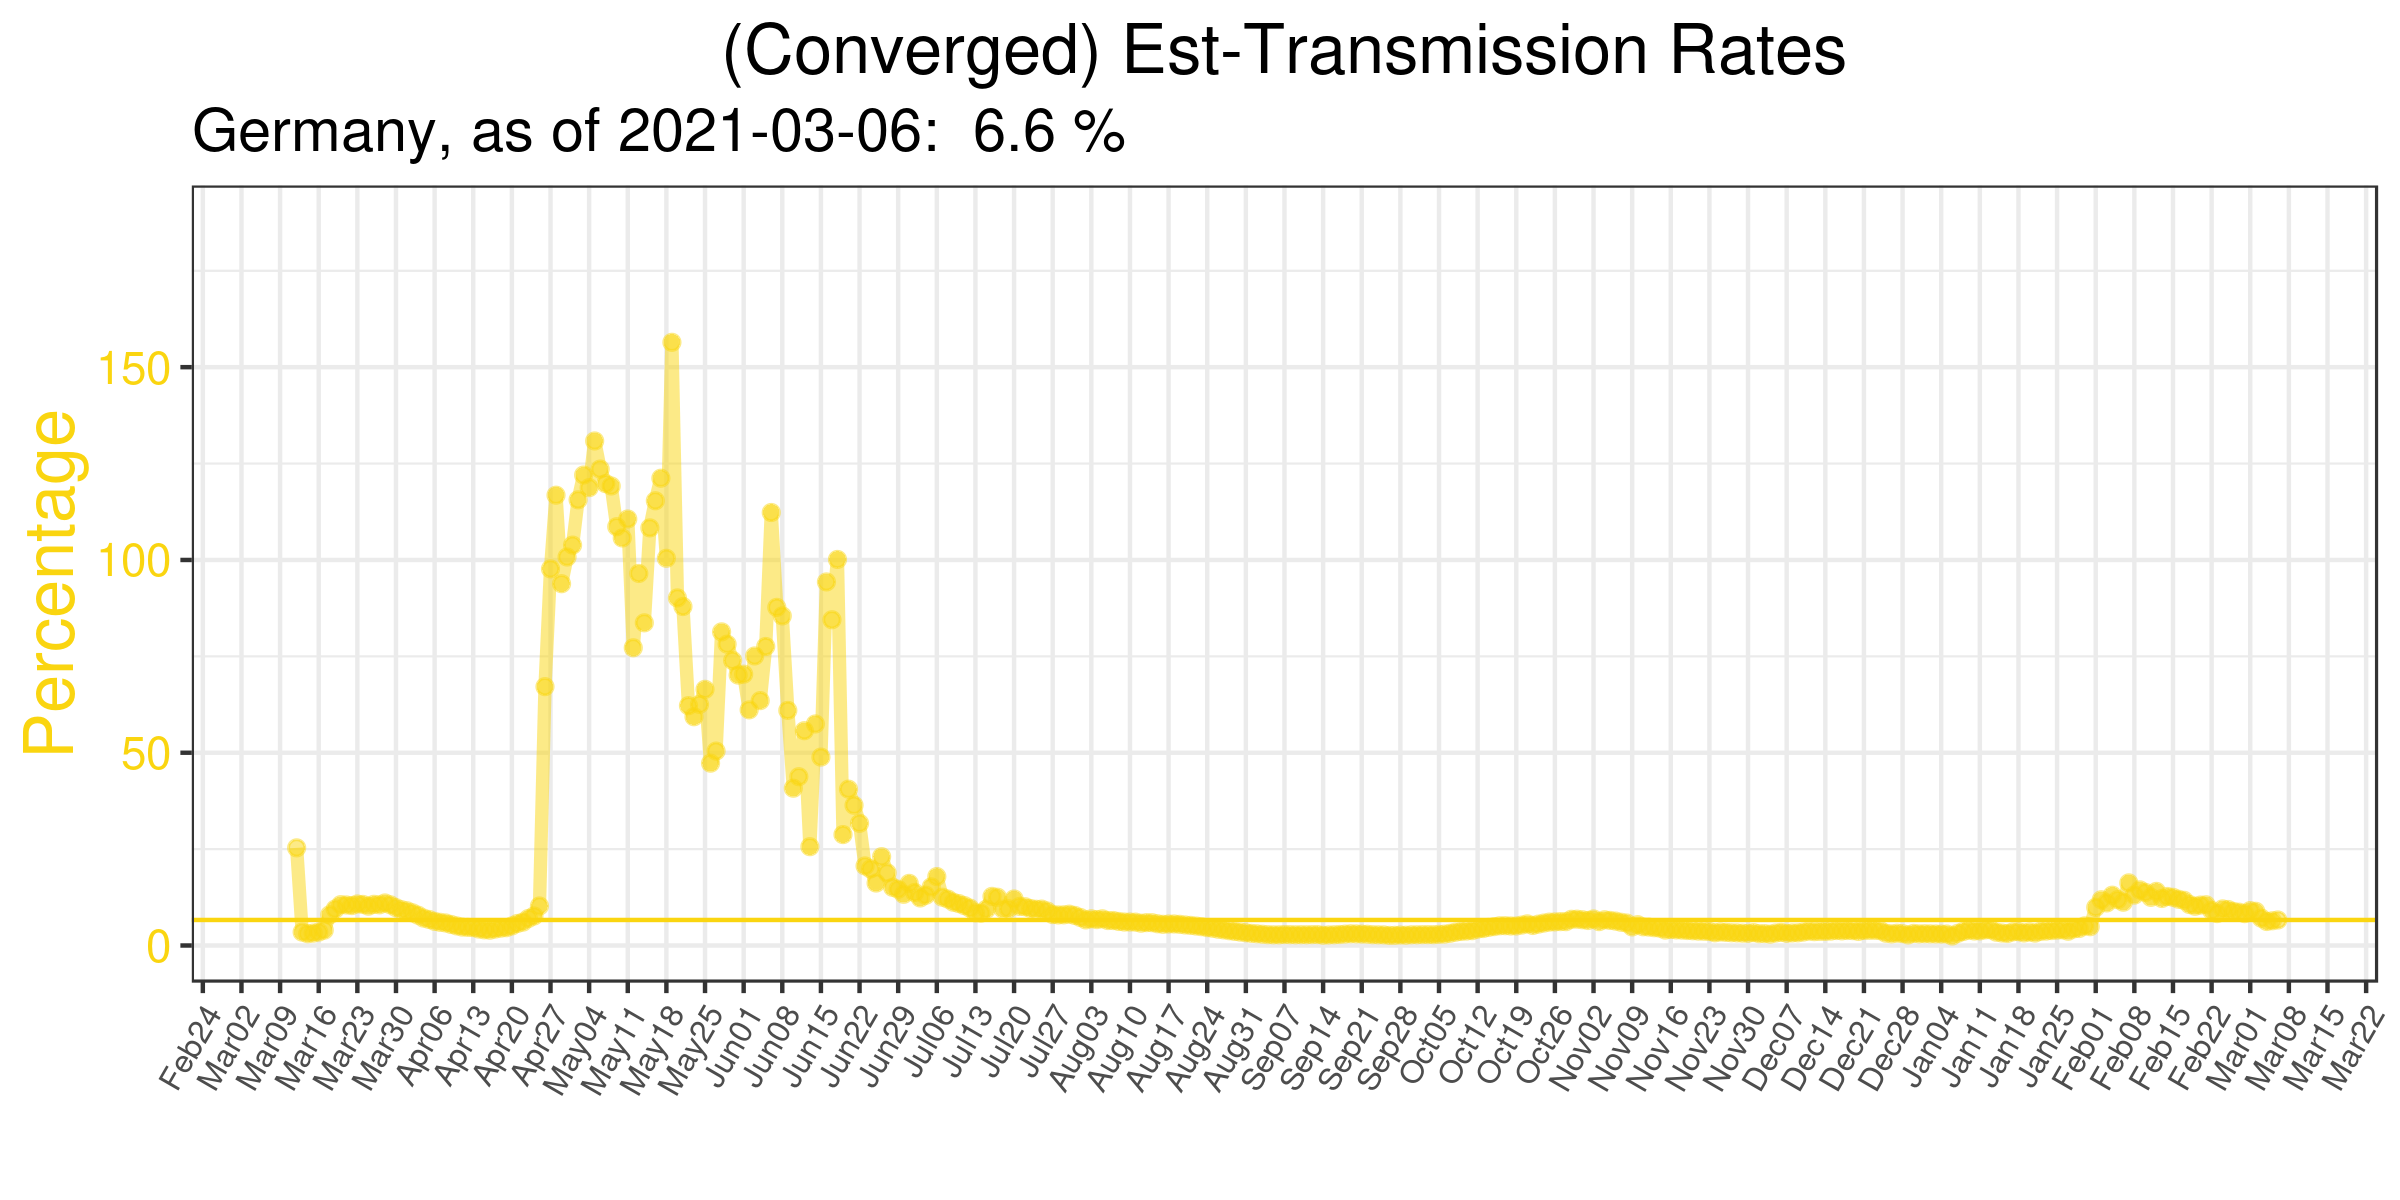 (Converged) Est-Transmission Rates
Germany, as of 2021-03-06:  6.6 %
Percentage
150
100
50
0
Feb24
Mar02
Mar09
Mar16
Mar23
Mar30
Apr06
Apr13
Apr20
Apr27
May04
May11
May18
May25
Jun01
Jun08
Jun15
Jun22
Jun29
Jul06
Jul13
Jul20
Jul27
Aug03
Aug10
Aug17
Aug24
Aug31
Sep07
Sep14
Sep21
Sep28
Oct05
Oct12
Oct19
Oct26
Nov02
Nov09
Nov16
Nov23
Nov30
Dec07
Dec14
Dec21
Dec28
Jan04
Jan11
Jan18
Jan25
Feb01
Feb08
Feb15
Feb22
Mar01
Mar08
Mar15
Mar22